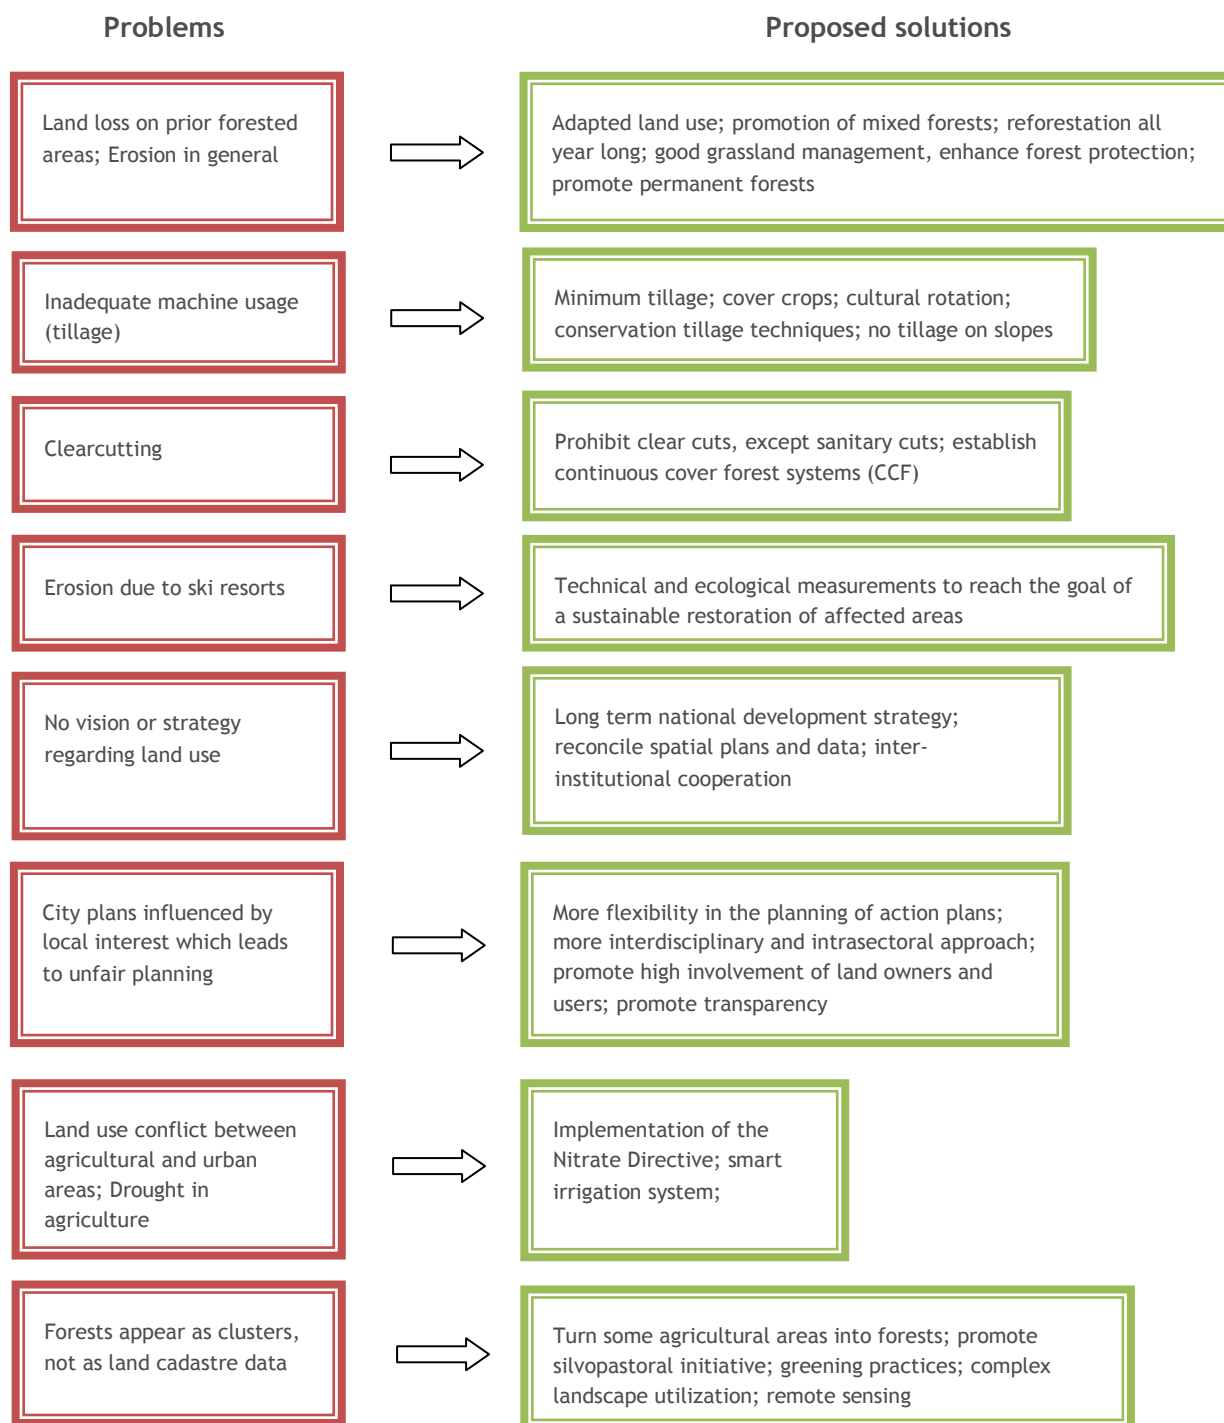 Problems
Proposed solutions
Land loss on prior forested
areas; Erosion in general
Adapted land use; promotion of mixed forests; reforestation all
year long; good grassland management, enhance forest protection;
promote permanent forests
Inadequate machine usage
(tillage)
Minimum tillage; cover crops; cultural rotation;
conservation tillage techniques; no tillage on slopes
Clearcutting
Prohibit clear cuts, except sanitary cuts; establish
continuous cover forest systems (CCF)
Erosion due to ski resorts
Technical and ecological measurements to reach the goal of
a sustainable restoration of affected areas
No vision or strategy
regarding land use
Long term national development strategy;
reconcile spatial plans and data; inter-
institutional cooperation
City plans influenced by
local interest which leads
to unfair planning
More flexibility in the planning of action plans;
more interdisciplinary and intrasectoral approach;
promote high involvement of land owners and
users; promote transparency
Land use conflict between
agricultural and urban
areas; Drought in
agriculture
Implementation of the
Nitrate Directive; smart
irrigation system;
Forests appear as clusters,
not as land cadastre data
Turn some agricultural areas into forests; promote
silvopastoral initiative; greening practices; complex
landscape utilization; remote sensing